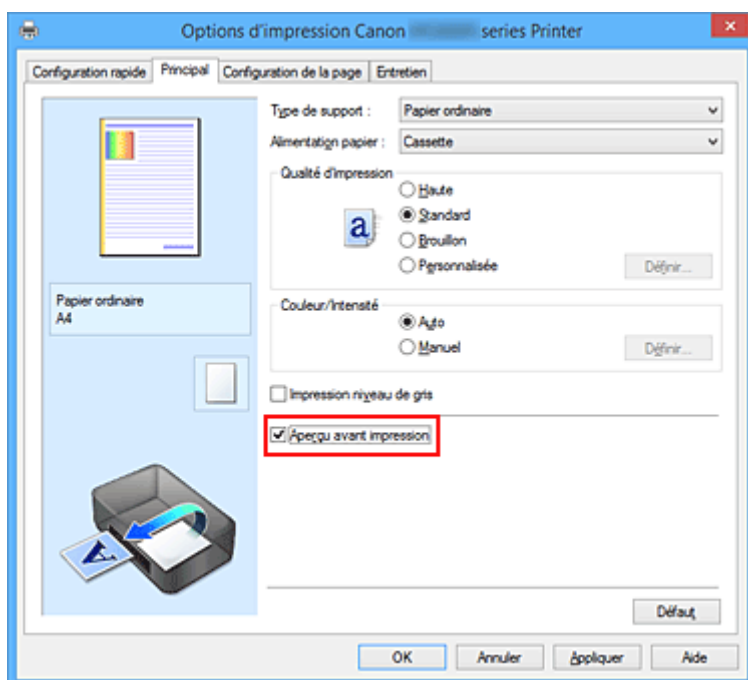 Options d'impression Canon series Printer
Configuration rapide Principal Configuration de la page Entretien
Type de support : Papier ordinaire
Alimentation papier : Cassette
Qualité d'impression
Haute
a Standard
Brouillon
Personnalisée Définir...
Papier ordinaire
A4
Couleur/Intensité
Auto
Manuel Définir...
Impression niveau de gris
Aperçu avant impression
A
Défaut
OK Annuler Appliquer Aide